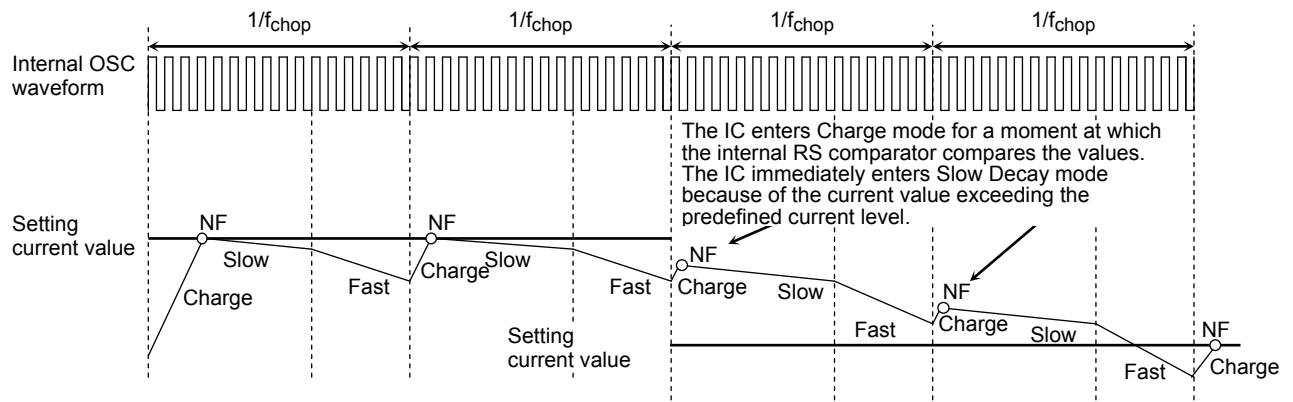 1/fchop 1/fchop 1/fchop 1/fchop
Internal OSC
waveform
The IC enters Charge mode for a moment at which
the internal RS comparator compares the values.
The IC immediately enters Slow Decay mode
because of the current value exceeding the
predefined current level.
Setting
current value
NF
Slow
Charge
Fast
NF
Charge
Slow
Fast
NF
Charge
Slow
Fast
NF
Charge
Slow
Fast
NF
Charge
Setting
current value